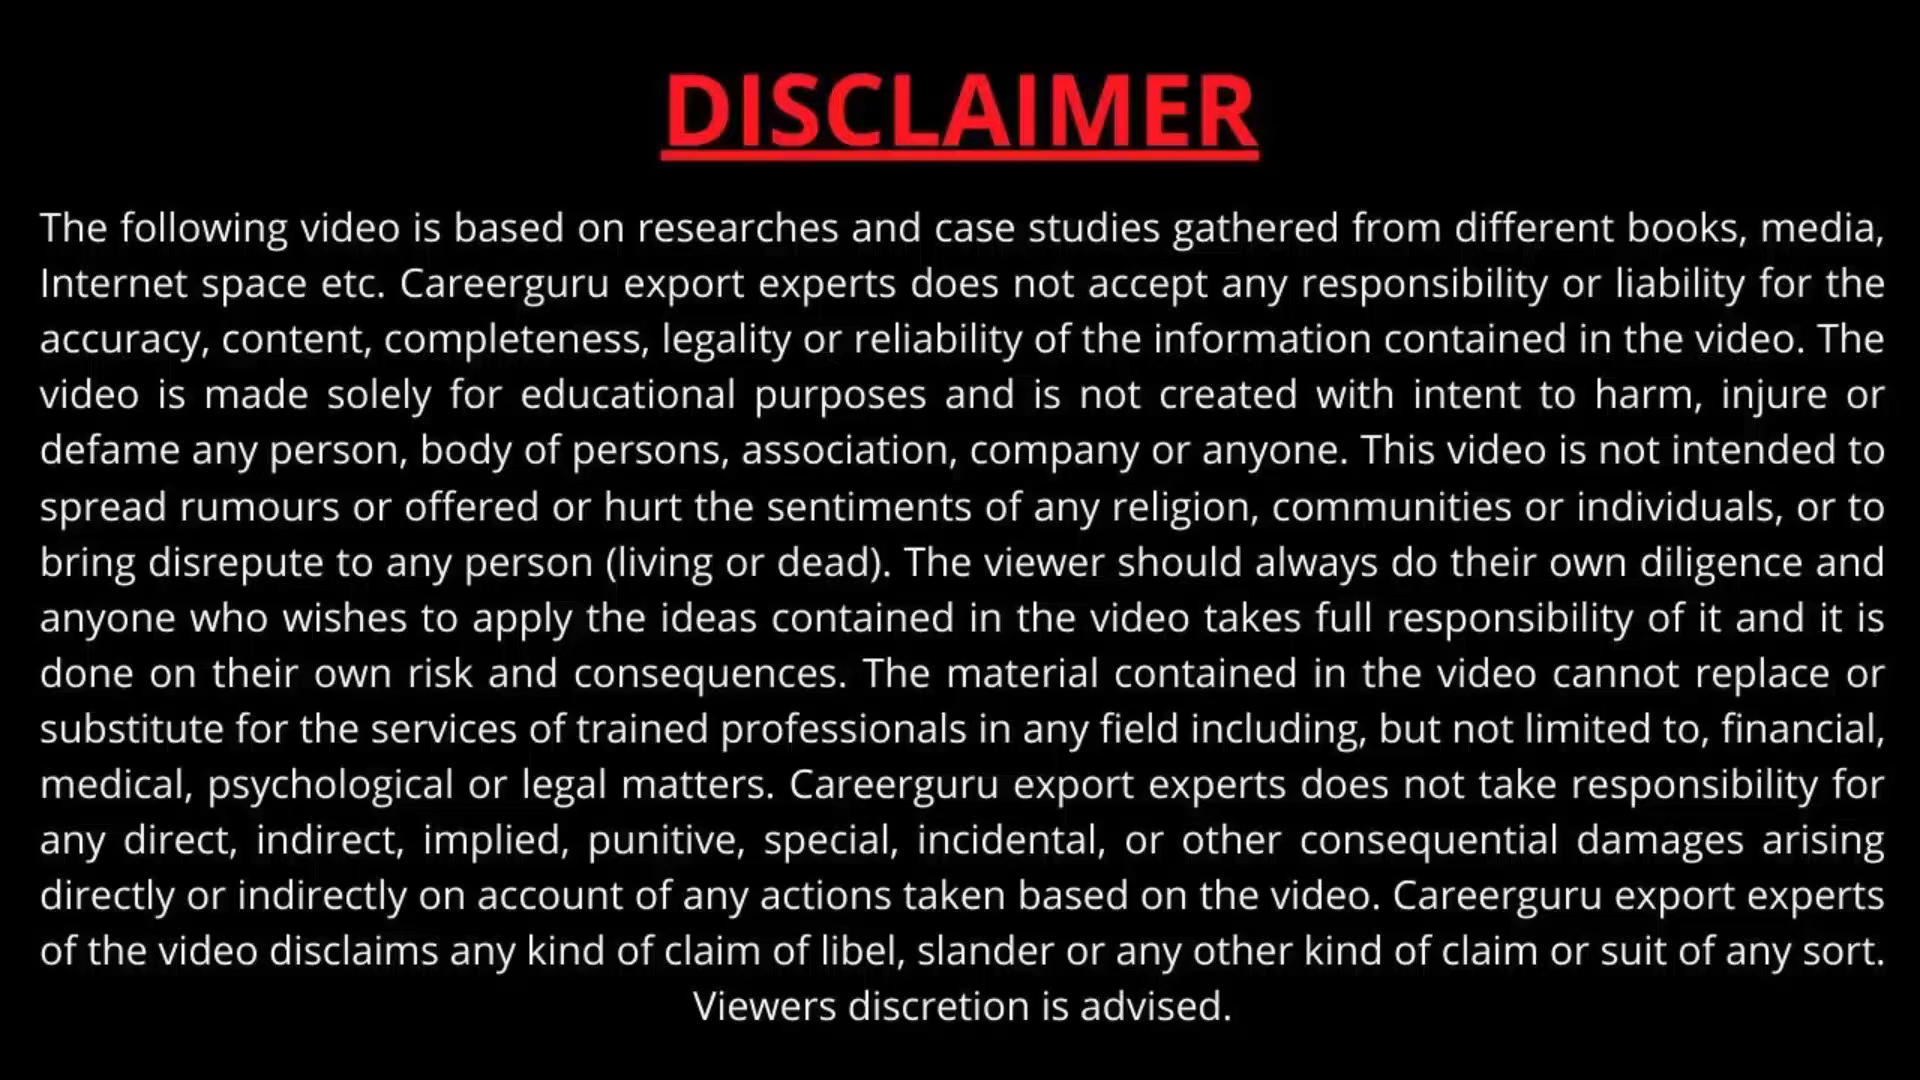 DISCLAIMER
The following video is based on researches and case studies gathered from different books, media,
Internet space etc. Careerguru export experts does not accept any responsibility or liability for the
accuracy, content, completeness, legality or reliability of the information contained in the video. The
video is made solely for educational purposes and is not created with intent to harm, injure or
defame any person, body of persons, association, company or anyone. This video is not intended to
spread rumours or offered or hurt the sentiments of any religion, communities or individuals, or to
bring disrepute to any person (living or dead). The viewer should always do their own diligence and
anyone who wishes to apply the ideas contained in the video takes full responsibility of it and it is
done on their own risk and consequences. The material contained in the video cannot replace or
substitute for the services of trained professionals in any field including, but not limited to, financial,
medical, psychological or legal matters. Careerguru export experts does not take responsibility for
any direct, indirect, implied, punitive, special, incidental, or other consequential damages arising
directly or indirectly on account of any actions taken based on the video. Careerguru export experts
of the video disclaims any kind of claim of libel, slander or any other kind of claim or suit of any sort.
Viewers discretion is advised.